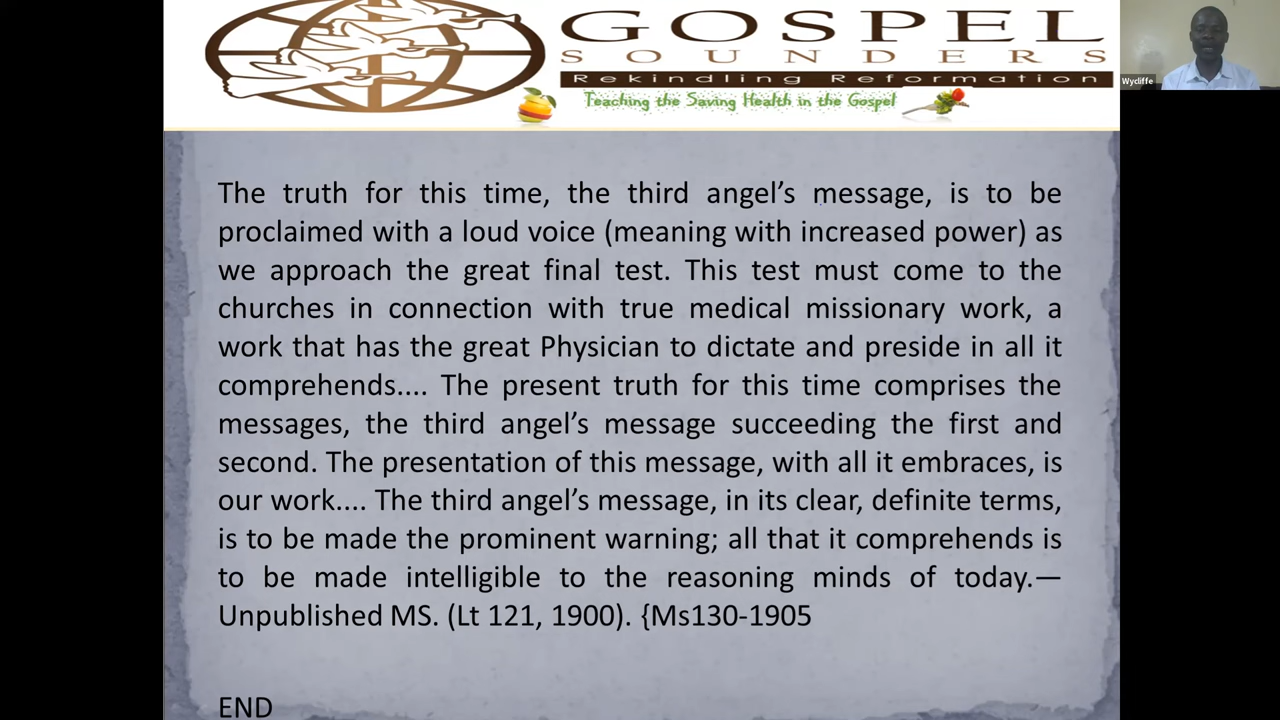 GOSPEL
SOUNDERS
Rekindling Reformation
Teaching the Saving Health in the Gospel
Wycliffe
The truth for this time, the third angel’s message, is to be
proclaimed with a loud voice (meaning with increased power) as
we approach the great final test. This test must come to the
churches in connection with true medical missionary work, a
work that has the great Physician to dictate and preside in all it
comprehends.... The present truth for this time comprises the
messages, the third angel’s message succeeding the first and
second. The presentation of this message, with all it embraces, is
our work.... The third angel’s message, in its clear, definite terms,
is to be made the prominent warning; all that it comprehends is
to be made intelligible to the reasoning minds of today.—
Unpublished MS. (Lt 121, 1900). {Ms130-1905
END